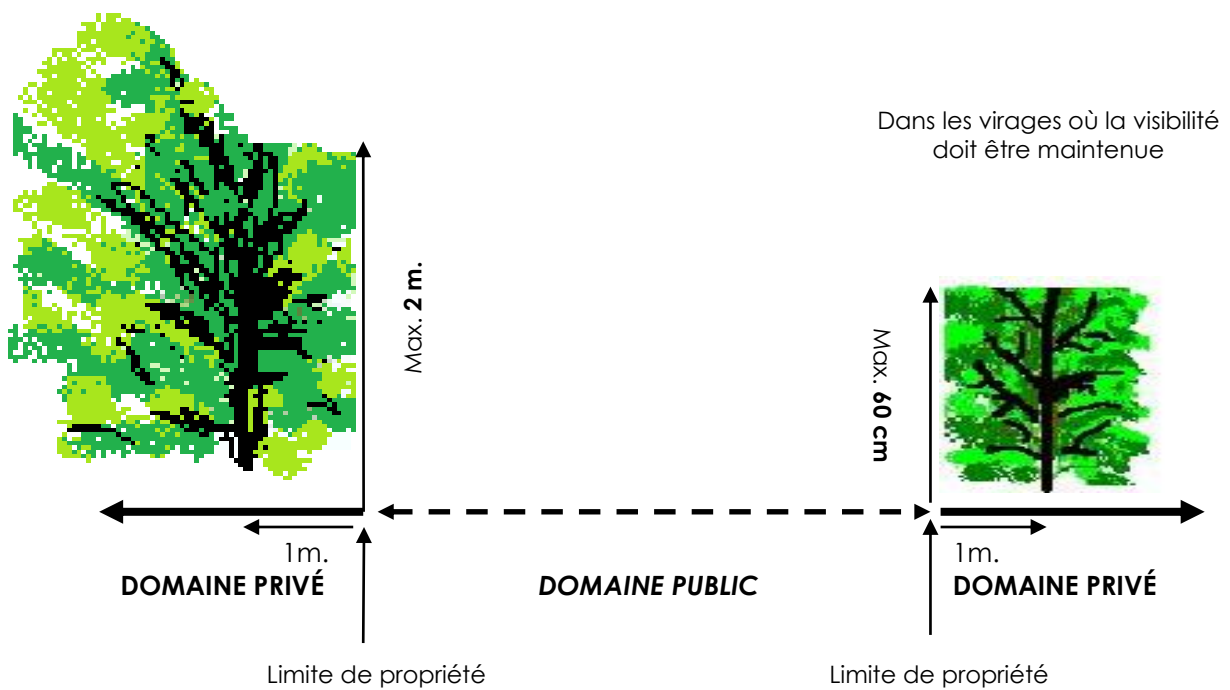 Dans les virages où la visibilité
doit être maintenue
Max. 2 m.
Max. 60 cm
1m.
1m.
DOMAINE PRIVÉ
DOMAINE PUBLIC
DOMAINE PRIVÉ
Limite de propriété
Limite de propriété